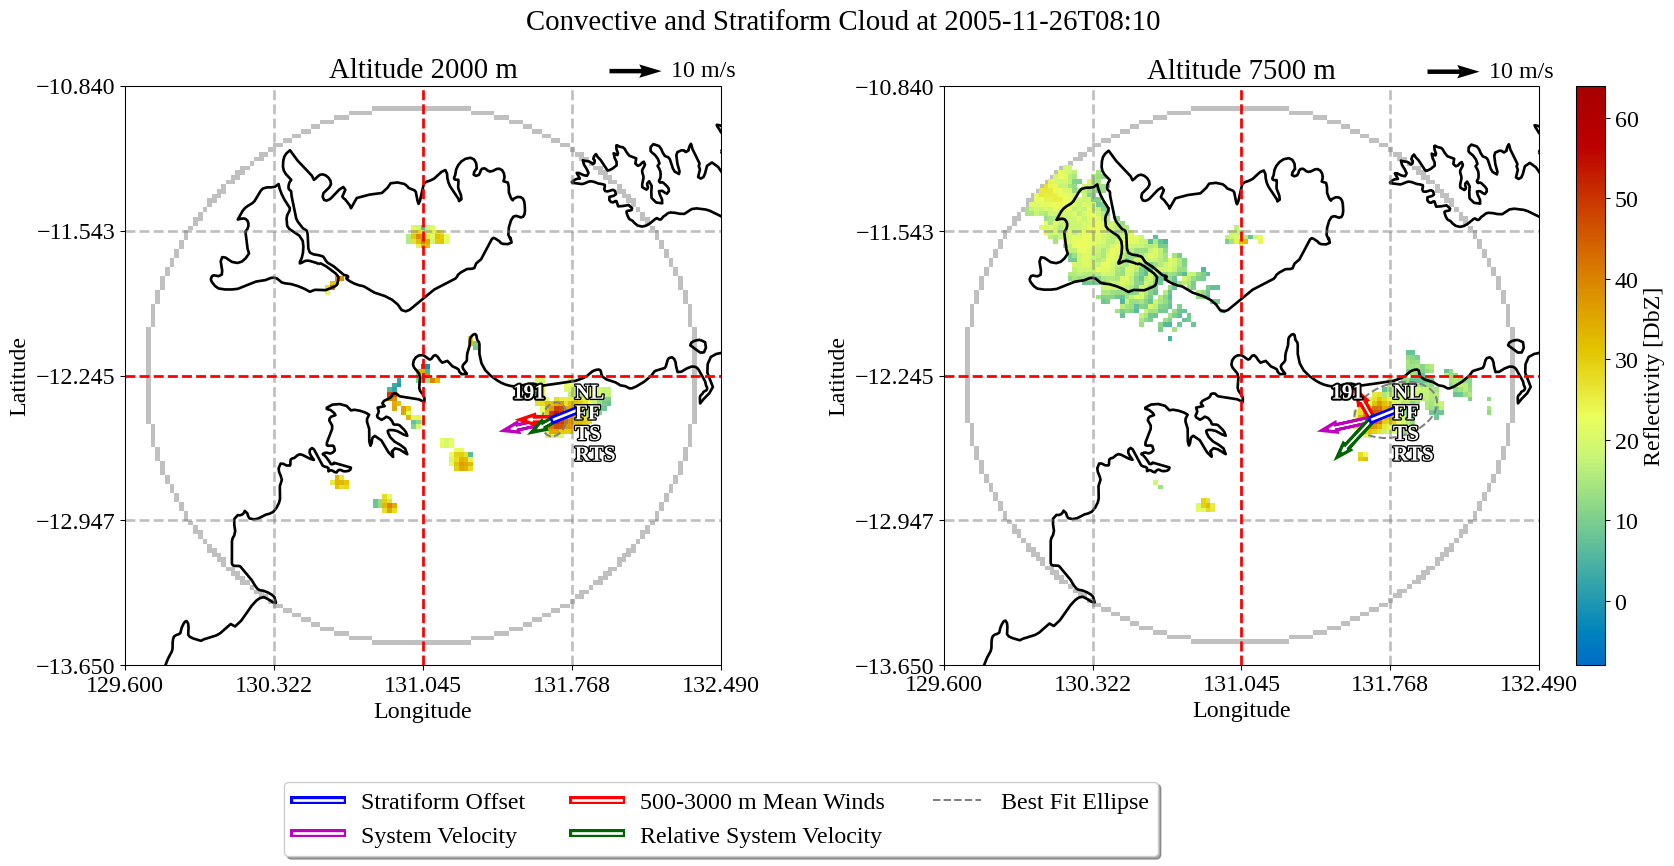 Convective and Stratiform Cloud at 2005-11-26T08:10
Altitude 2000 m
10 m/s
−10.840
−11.543
−12.245
−12.947
−13.650
129.600
130.322
131.045
131.768
132.490
Latitude
Longitude
191
NL
FF
TS
RTS
Altitude 7500 m
10 m/s
−10.840
−11.543
−12.245
−12.947
−13.650
129.600
130.322
131.045
131.768
132.490
Latitude
Longitude
191
NL
FF
TS
RTS
60
50
40
30
20
10
0
Reflectivity [DbZ]
Stratiform Offset
System Velocity
500-3000 m Mean Winds
Relative System Velocity
Best Fit Ellipse